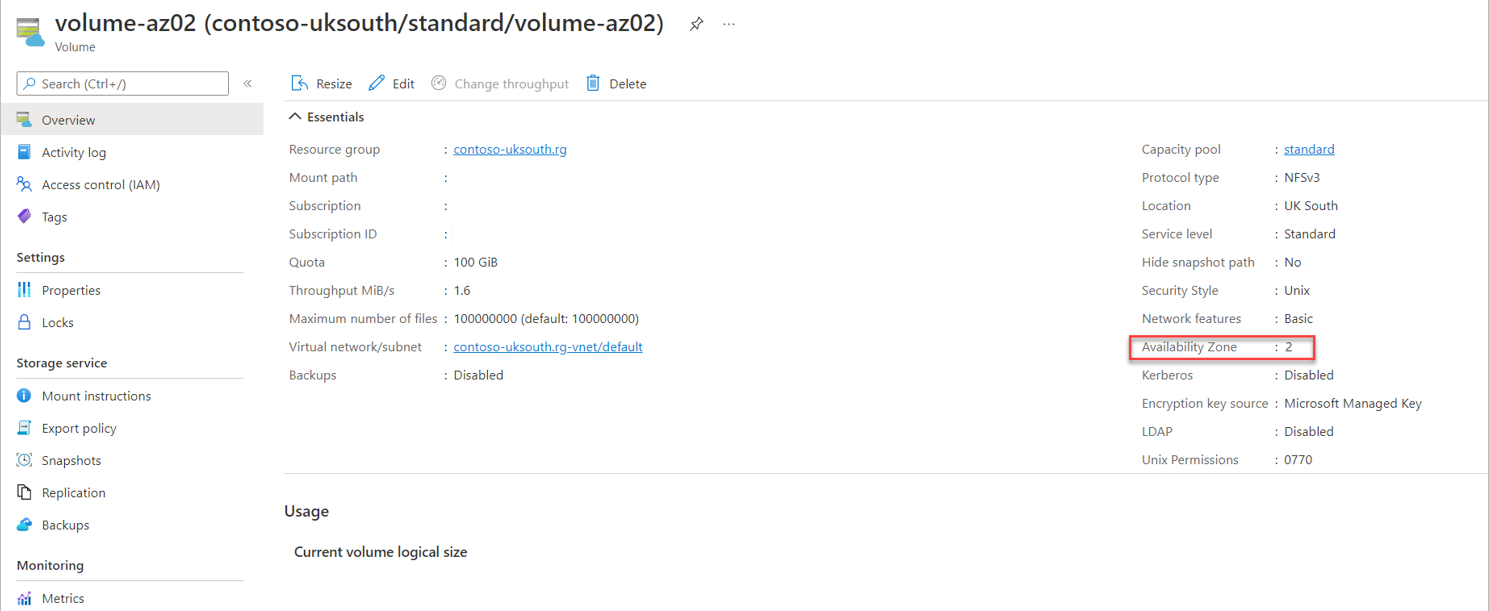 volume-az02 (contoso-uksouth/standard/volume-az02)
Volume
Search (Ctrl+/)
«
Overview
Activity log
Access control (IAM)
Tags
Settings
Properties
Locks
Storage service
Mount instructions
Export policy
Snapshots
Replication
Backups
Monitoring
Metrics
Resize Edit Change throughput Delete
Essentials
Resource group : contoso-uksouth.rg
Mount path :
Subscription :
Subscription ID :
Quota : 100 GiB
Throughput MiB/s : 1.6
Maximum number of files : 100000000 (default: 100000000)
Virtual network/subnet : contoso-uksouth.rg-vnet/default
Backups : Disabled
Capacity pool : standard
Protocol type : NFSv3
Location : UK South
Service level : Standard
Hide snapshot path : No
Security Style : Unix
Network features : Basic
Availability Zone : 2
Kerberos : Disabled
Encryption key source : Microsoft Managed Key
LDAP : Disabled
Unix Permissions : 0770
Usage
Current volume logical size